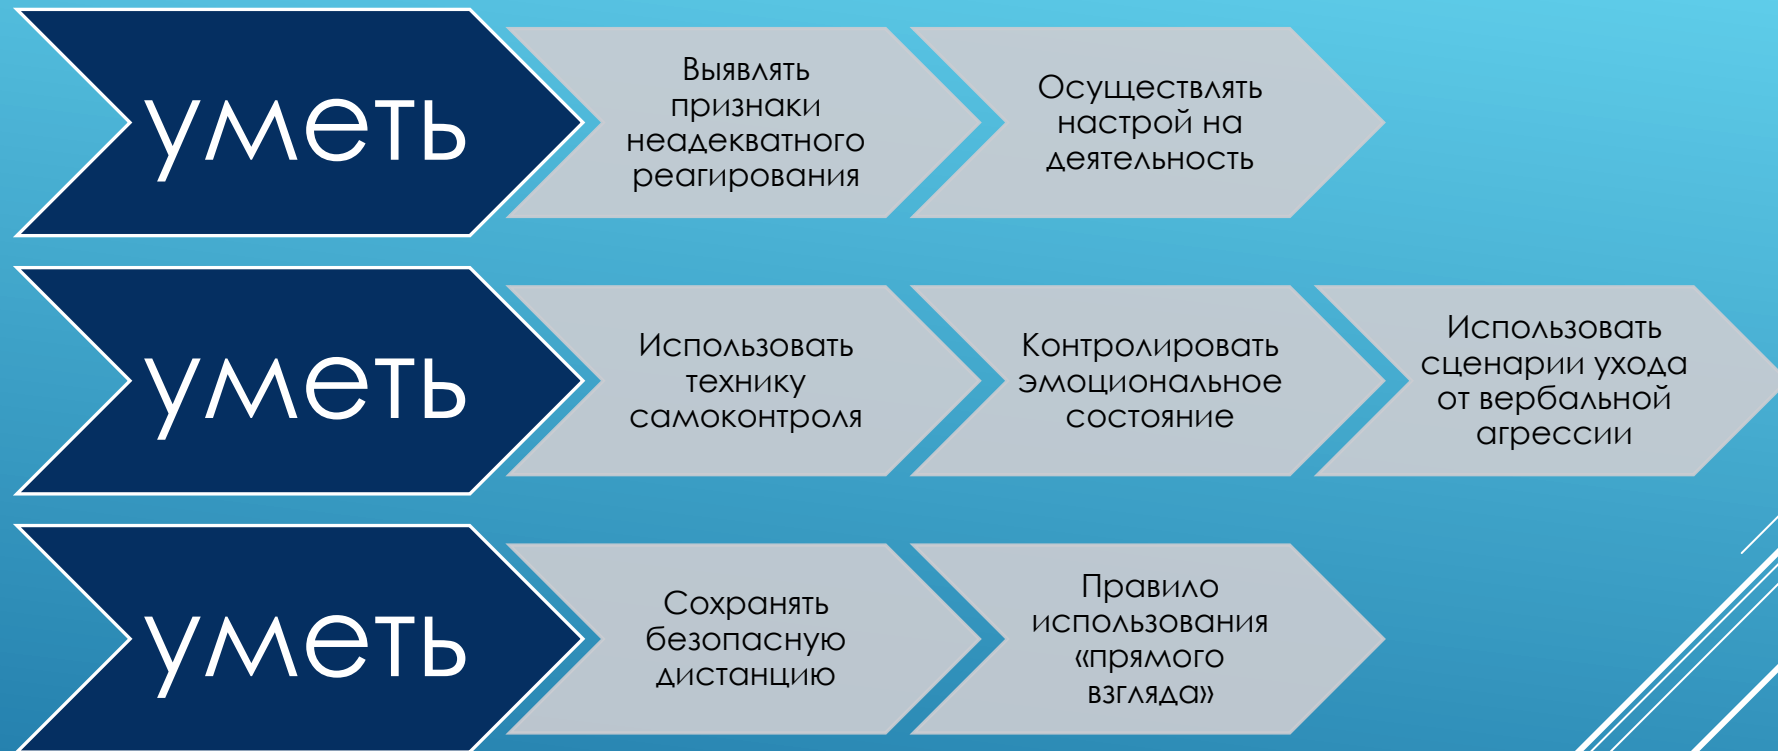 уметь
Выявлять
признаки
неадекватного
реагирования
Осуществлять
настрой на
деятельность
уметь
Использовать
технику
самоконтроля
Контролировать
эмоциональное
состояние
Использовать
сценарии ухода
от вербальной
агрессии
уметь
Сохранять
безопасную
дистанцию
Правило
использования
«прямого
взгляда»